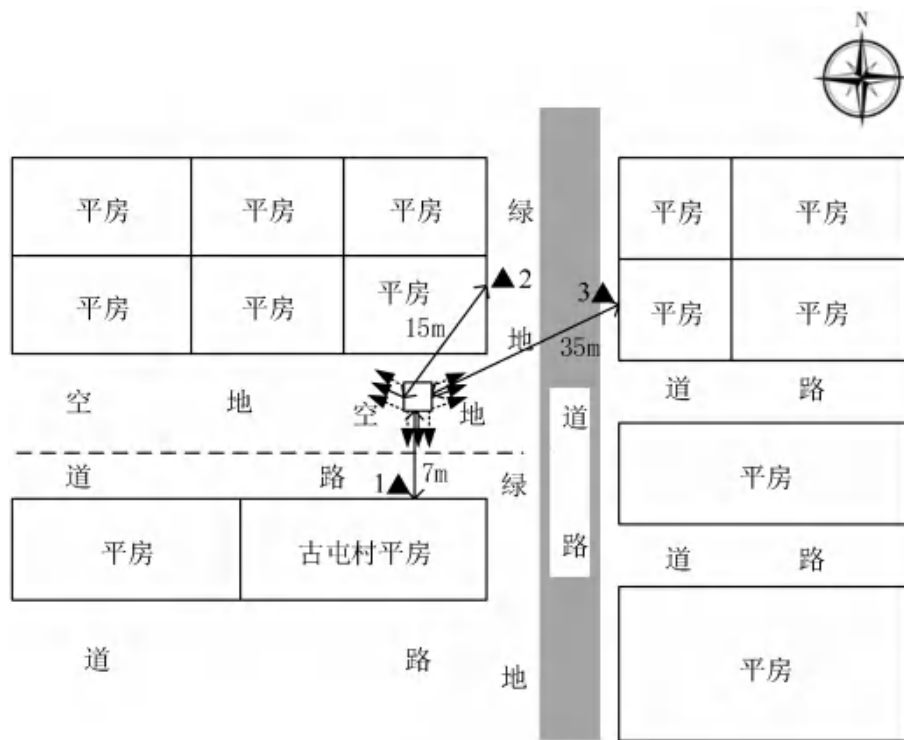 N
平房 平房 平房 绿 平房 平房
平房 平房 平房 ▲2 3▲ 平房 平房
15m 地 35m
空 地 空 地 道 道 路
道 路 1▲ 7m 绿 平房
平房 古屯村平房 路 道 路
道 路 地 平房